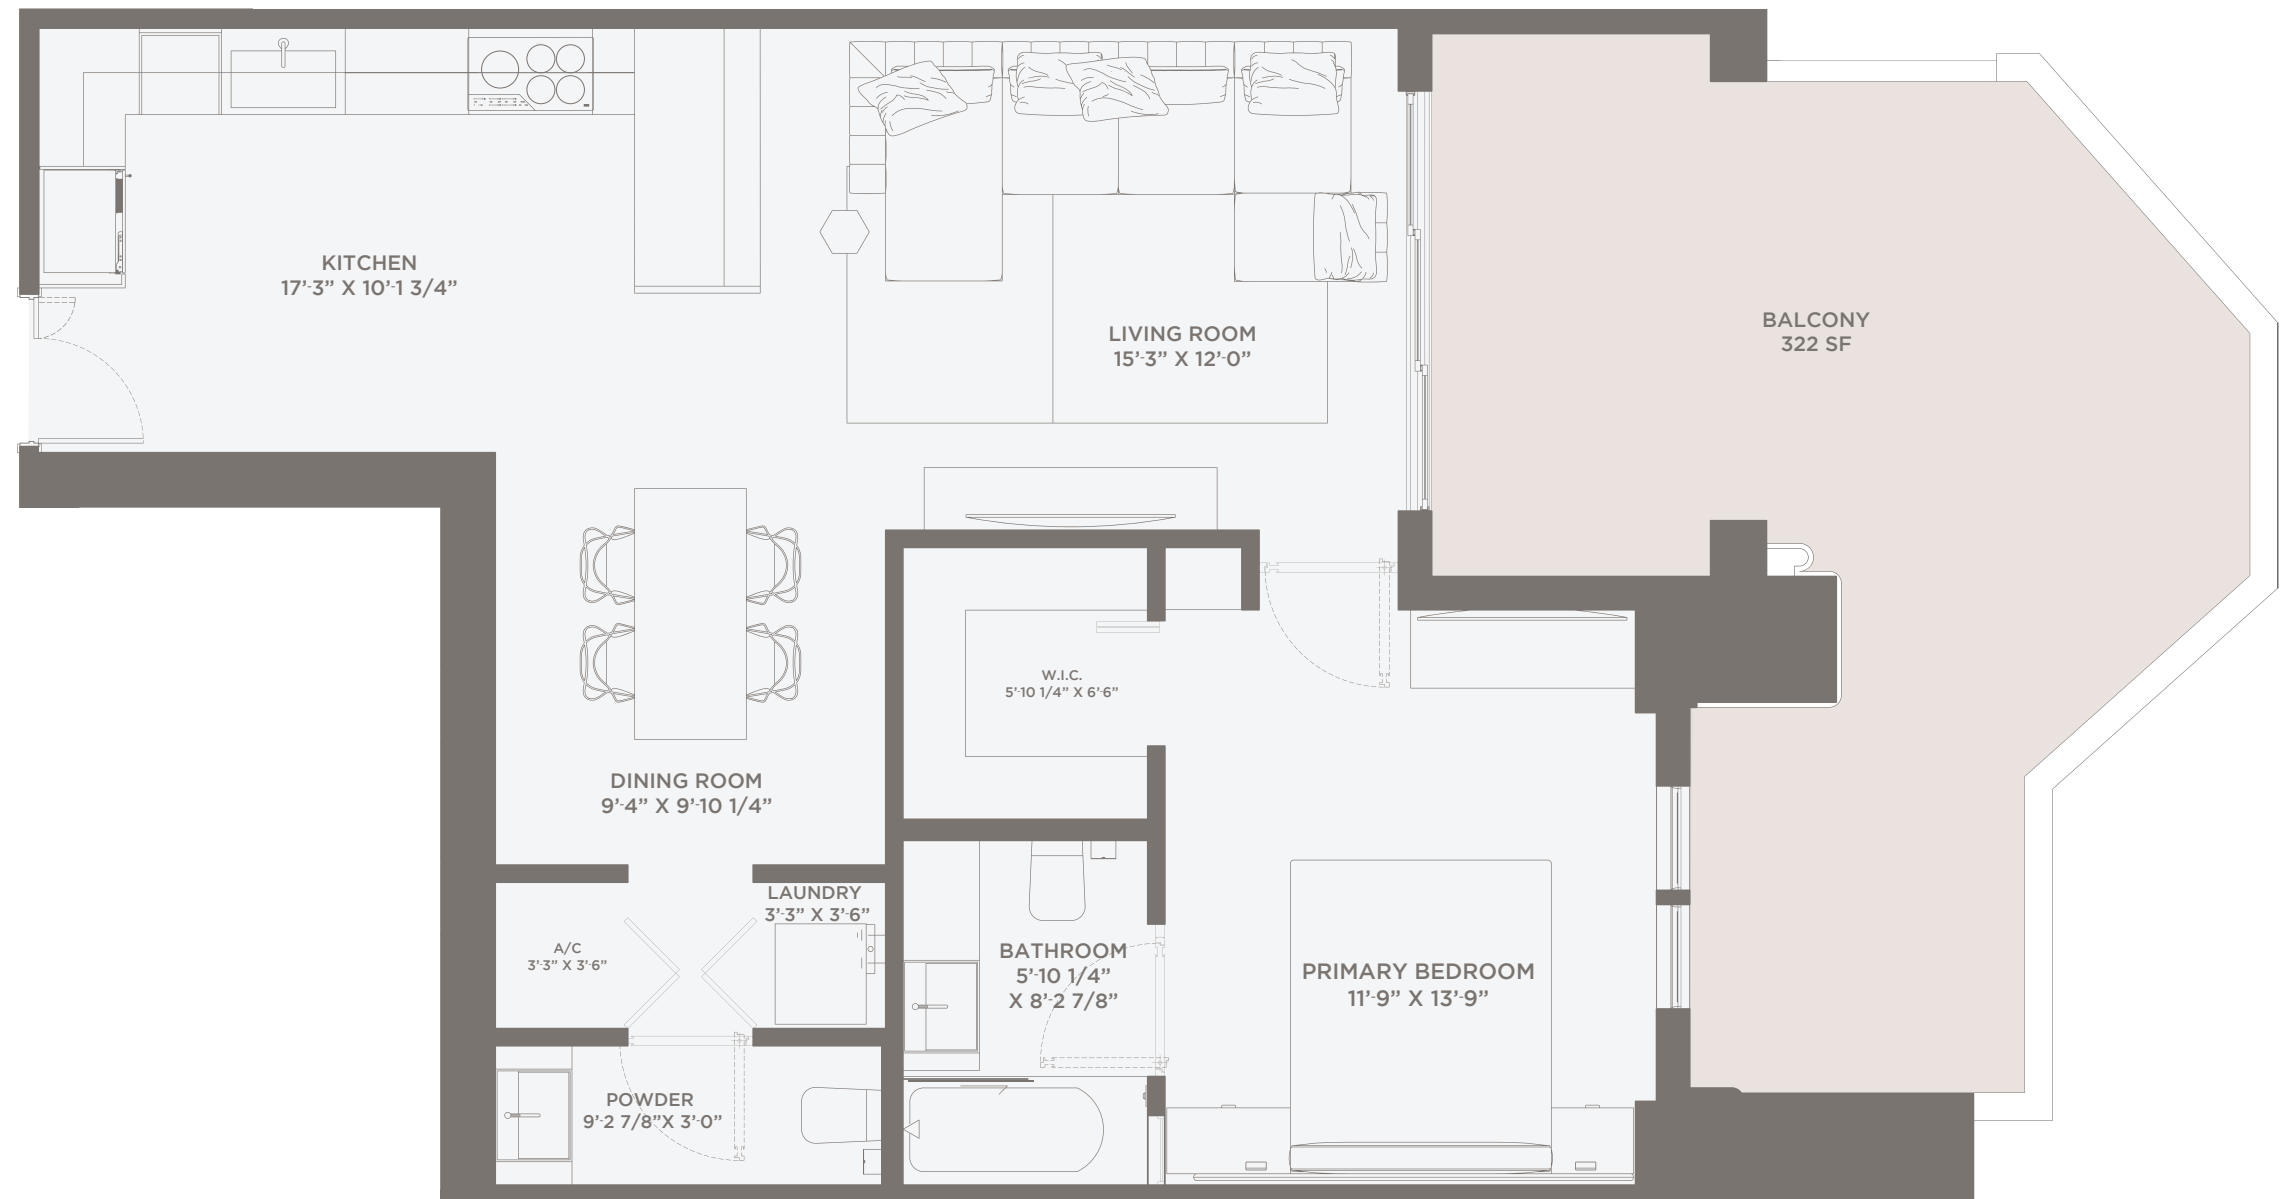 KITCHEN
17'-3" X 10'-1 3/4"
LIVING ROOM
15'-3" X 12'-0"
BALCONY
322 SF
W.I.C.
5'-10 1/4" X 6'-6"
DINING ROOM
9'-4" X 9'-10 1/4"
LAUNDRY
3'-3" X 3'-6"
A/C
3'-3" X 3'-6"
BATHROOM
5'-10 1/4"
X 8'-2 7/8"
PRIMARY BEDROOM
11'-9" X 13'-9"
POWDER
9'-2 7/8" X 3'-0"